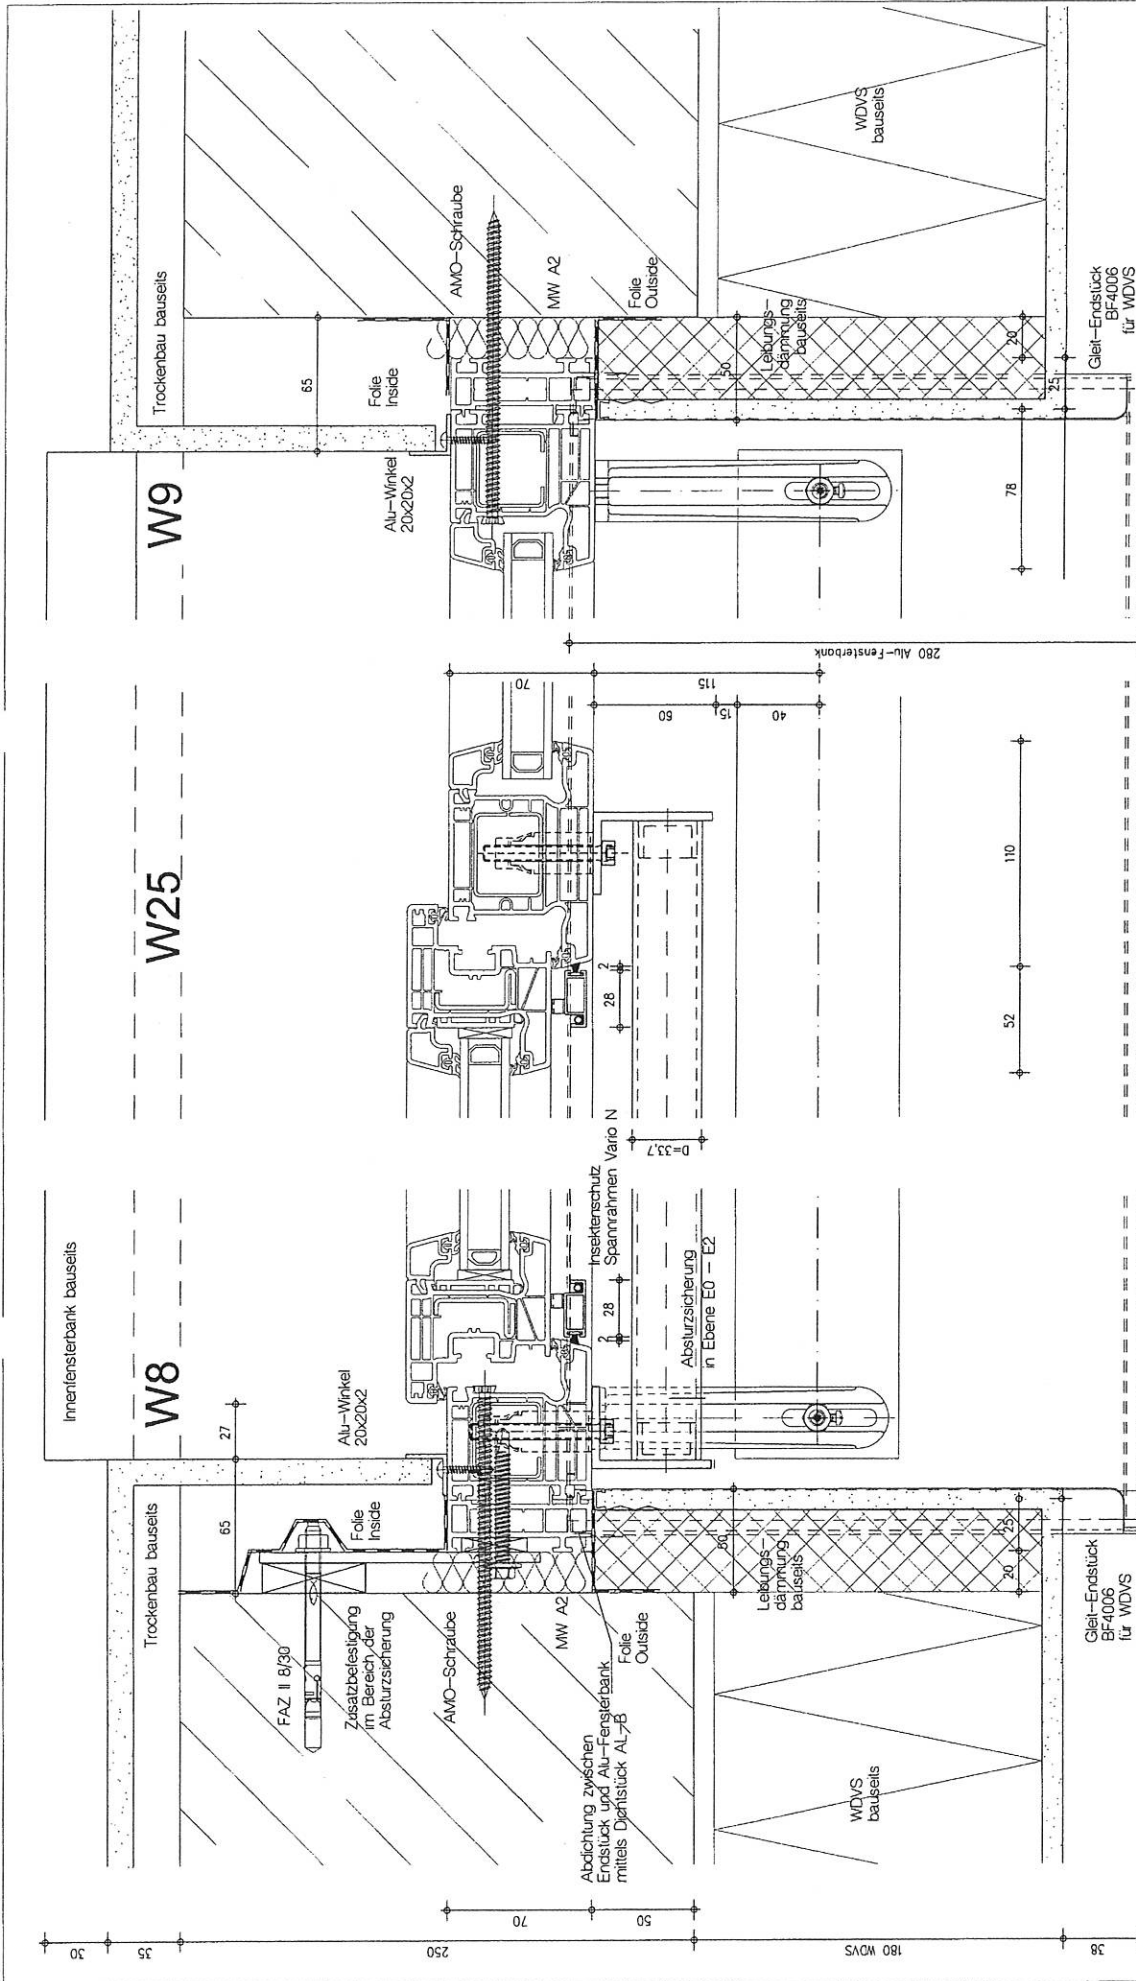 Innenfensterbank bauseits
W8
W25
W9
Trockenbau bauseits
27
65
Alu-Winkel
20x20x2
Folie
Inside
FAZ II 8/30
Zusatzbefestigung
im Bereich der
Absturzsicherung
AMO-Schraube
MW A2
Folie
Outside
Abdichtung zwischen
Endstück und Alu-Fensterbank
mittels Dichtstück AL-B
Leibungs-
dämmung
bauseits
20
25
WDVS
bauseits
Gleit-Endstück
BF4006
für WDVS
Insektenschutz
Spannrahmen Vario N
2
28
Absturzsicherung
in Ebene E0 - E2
D=33,7
28
2
52
110
70
115
60
15
40
280 Alu-Fensterbank
Trockenbau bauseits
65
Folie
Inside
Alu-Winkel
20x20x2
AMO-Schraube
MW A2
Folie
Outside
50
Leibungs-
dämmung
bauseits
20
25
78
WDVS
bauseits
Gleit-Endstück
BF4006
für WDVS
30
35
250
180 WDVS
38
70
50